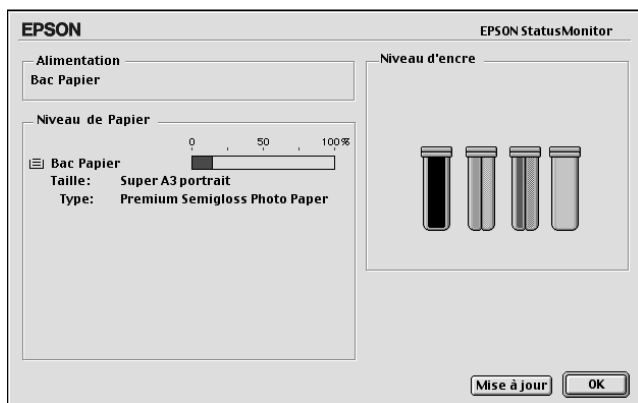 EPSON
EPSON StatusMonitor
Alimentation
Bac Papier
Niveau de Papier
0 50 100%
Bac Papier
Taille: Super A3 portrait
Type: Premium Semigloss Photo Paper
Niveau d'encre
Mise à jour
OK